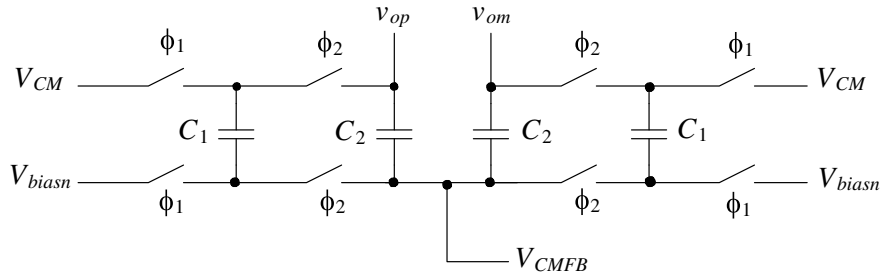 v_op v_om
ϕ1 ϕ2 ϕ2 ϕ1
V_CM V_CM
C1 C2 C2 C1
V_biasn V_biasn
ϕ1 ϕ2 ϕ2 ϕ1
V_CMFB